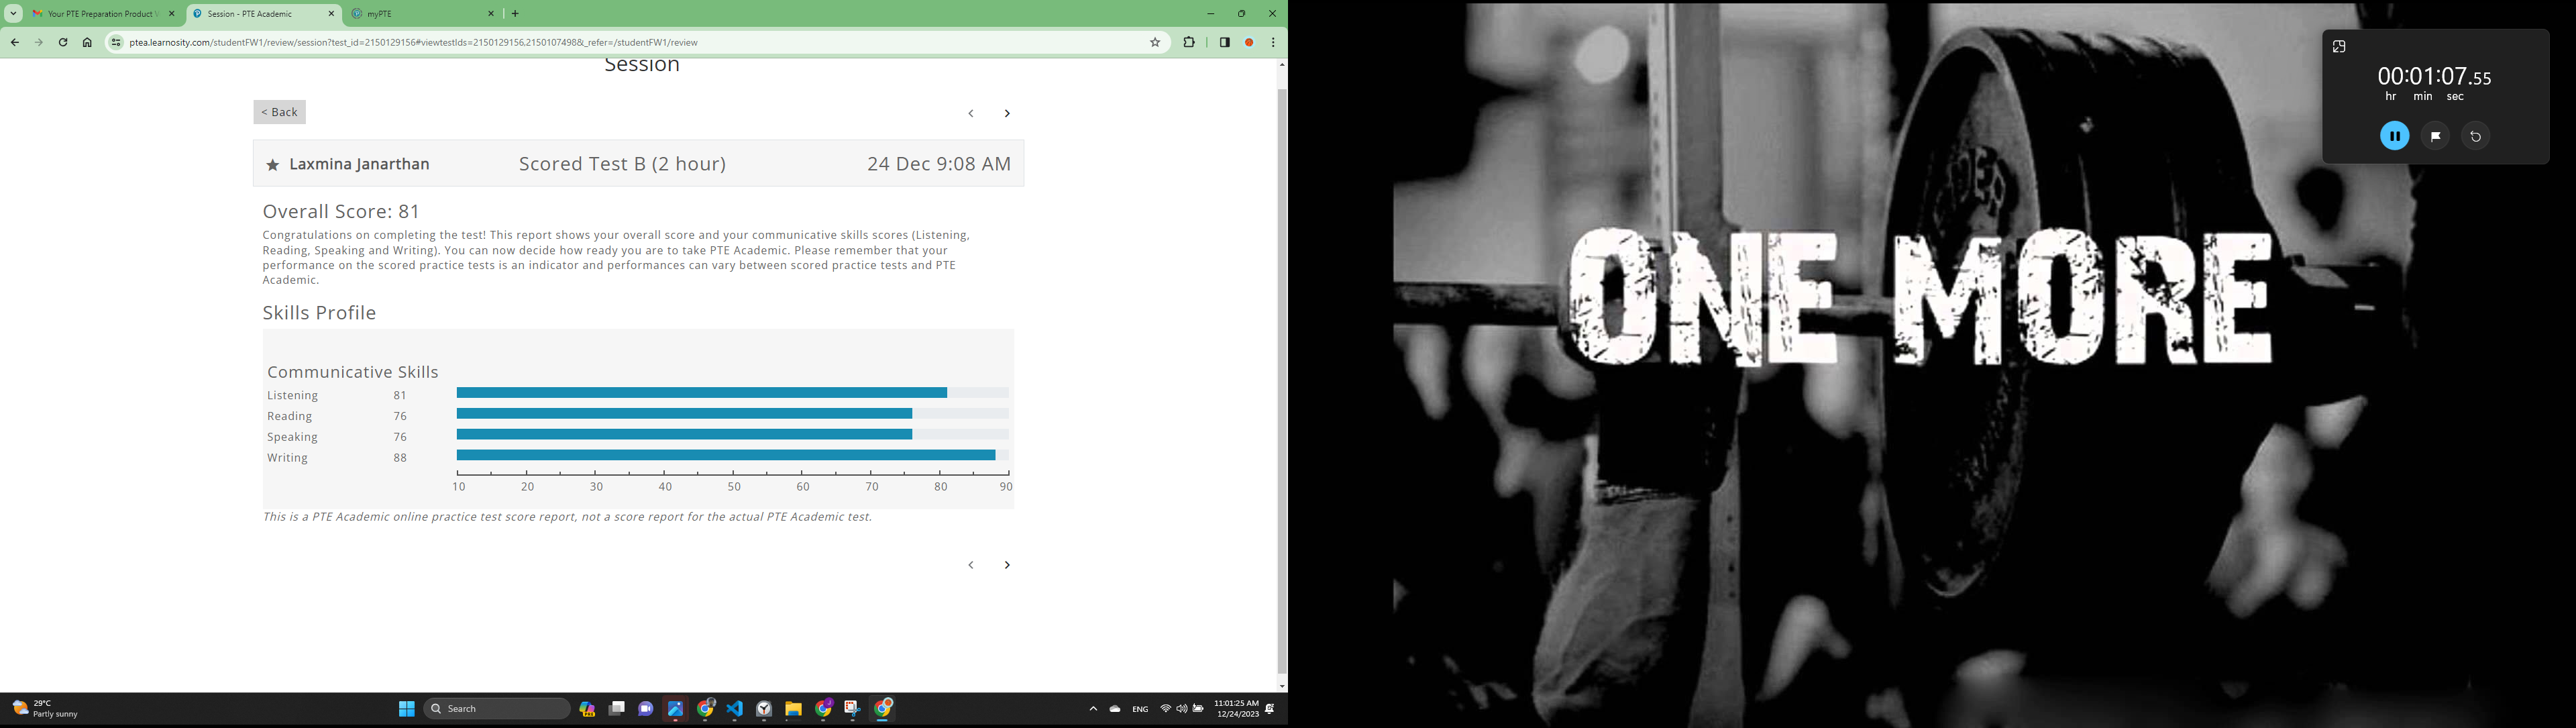 Your PTE Preparation Product V
Session - PTE Academic
myPTE
ptea.learnosity.com/studentFW1/review/session?test_id=2150129156#viewtestIds=2150129156,2150107498&_refer=/studentFW1/review
Session
< Back
Laxmina Janarthan
Scored Test B (2 hour)
24 Dec 9:08 AM
Overall Score: 81
Congratulations on completing the test! This report shows your overall score and your communicative skills scores (Listening,
Reading, Speaking and Writing). You can now decide how ready you are to take PTE Academic. Please remember that your
performance on the scored practice tests is an indicator and performances can vary between scored practice tests and PTE
Academic.
Skills Profile
Communicative Skills
Listening 81
Reading 76
Speaking 76
Writing 88
10 20 30 40 50 60 70 80 90
This is a PTE Academic online practice test score report, not a score report for the actual PTE Academic test.
29°C
Partly sunny
Search
ENG
11:01:25 AM
12/24/2023
ONE MORE
00:01:07.55
hr min sec